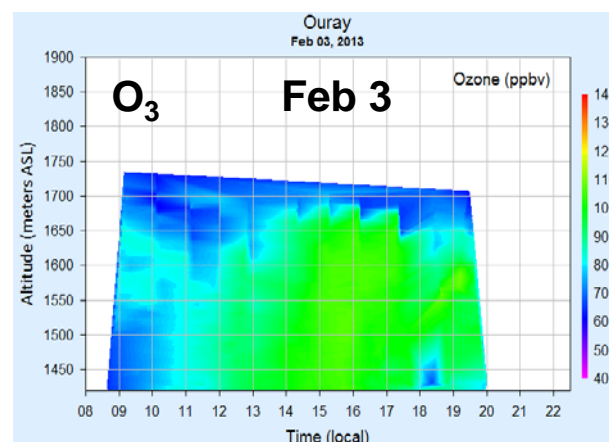 Ouray
Feb 03, 2013
O3
Feb 3
Ozone (ppbv)
Altitude (meters ASL)
1900
1850
1800
1750
1700
1650
1600
1550
1500
1450
14
13
12
11
10
90
80
70
60
50
40
08 09 10 11 12 13 14 15 16 17 18 19 20 21 22
Time (local)